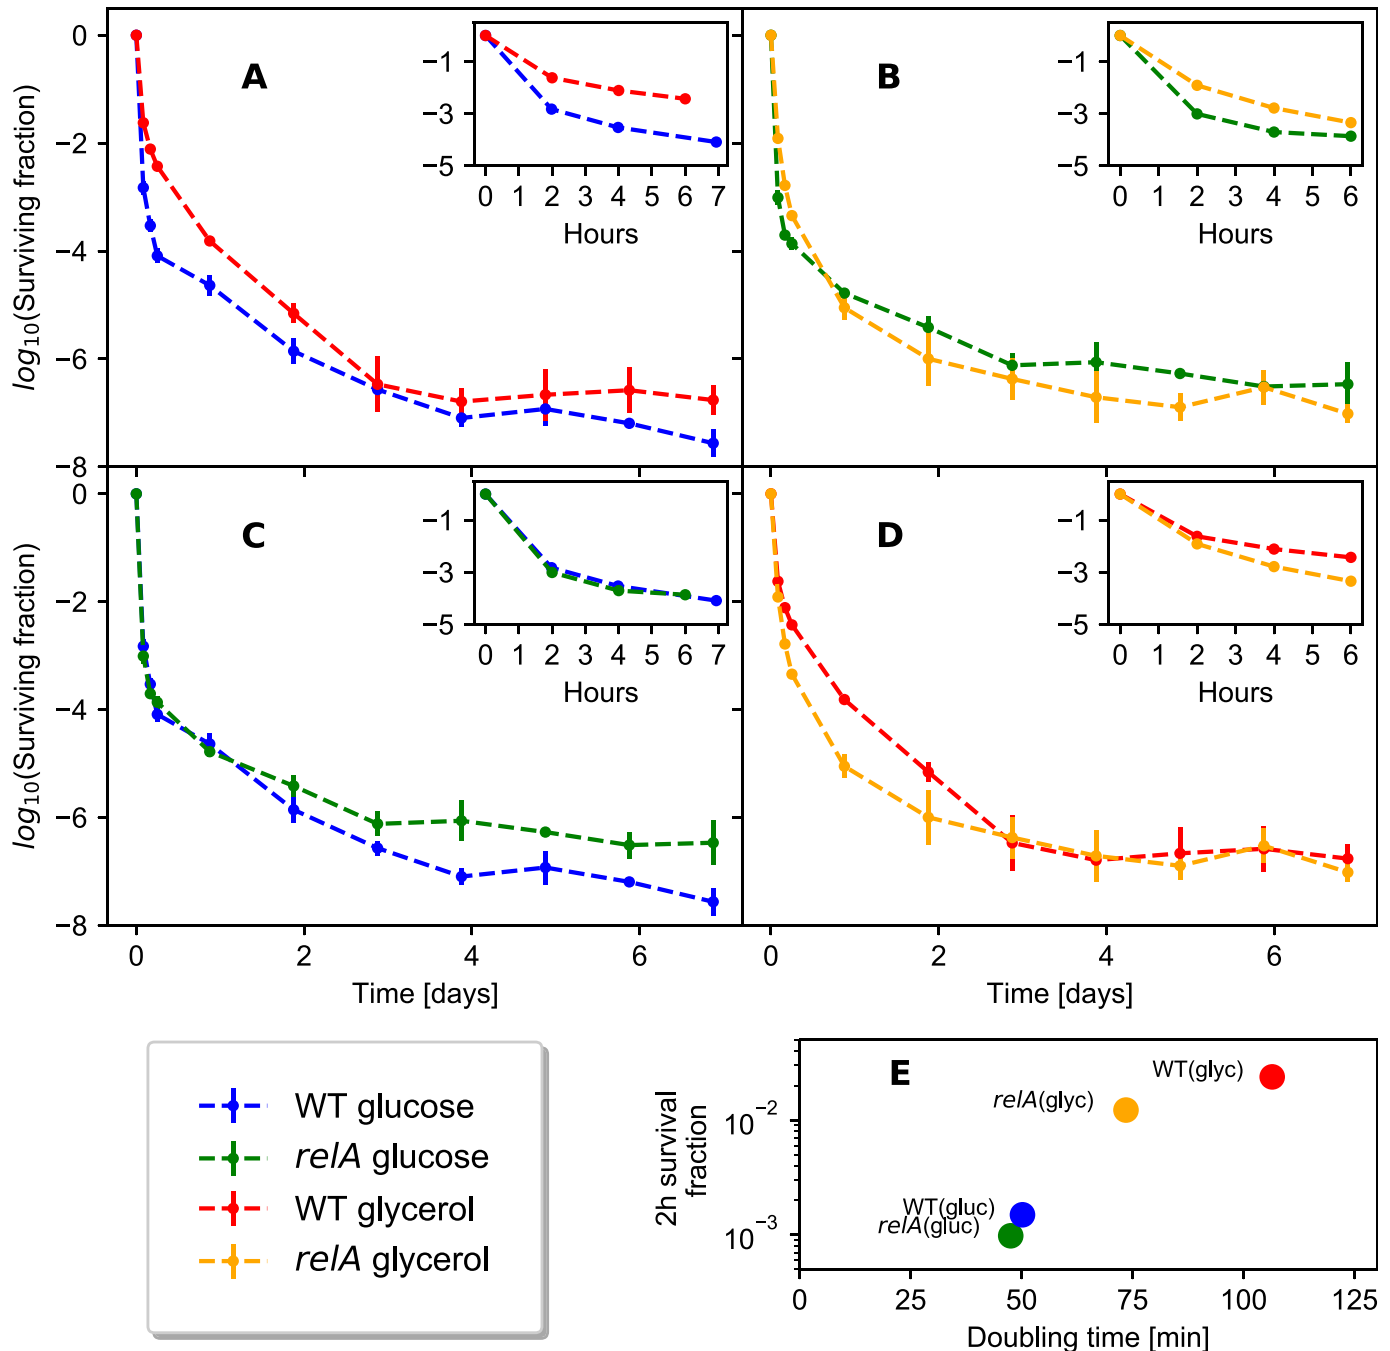 A
B
0
−2
−4
−6
−8
log10(Surviving fraction)
−1
−3
−5
0 1 2 3 4 5 6 7
Hours
−1
−3
−5
0 1 2 3 4 5 6
Hours
C
D
0
−2
−4
−6
−8
log10(Surviving fraction)
−1
−3
−5
0 1 2 3 4 5 6 7
Hours
−1
−3
−5
0 1 2 3 4 5 6
Hours
0 2 4 6
Time [days]
0 2 4 6
Time [days]
WT glucose
relA glucose
WT glycerol
relA glycerol
E
2h survival
fraction
10−2
10−3
WT(glyc)
relA(glyc)
WT(gluc)
relA(gluc)
0 25 50 75 100 125
Doubling time [min]